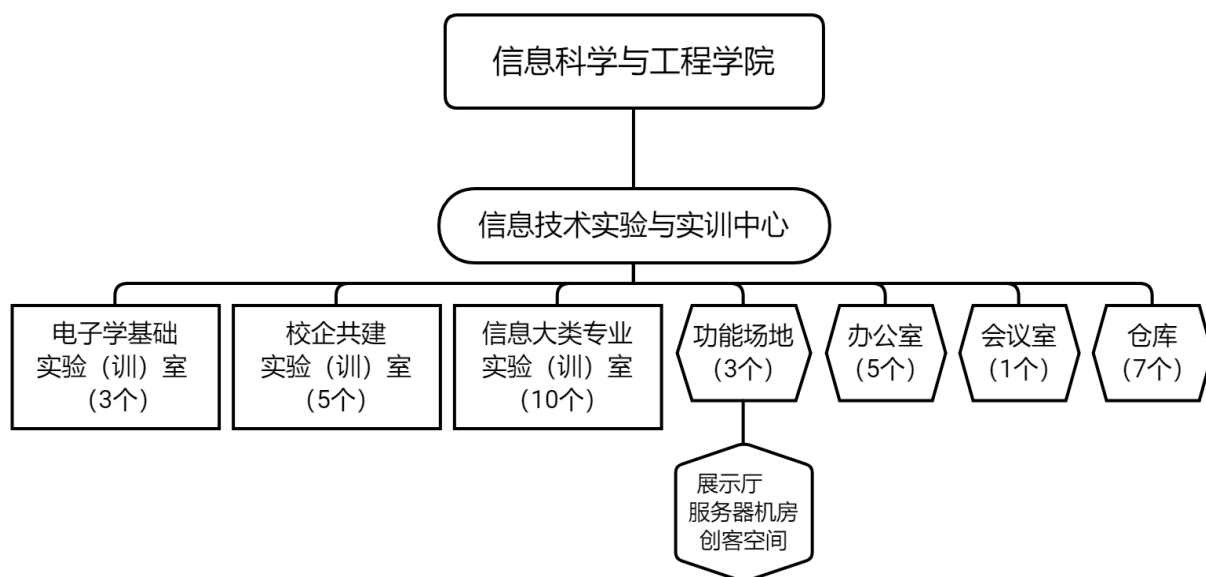 信息科学与工程学院
信息技术实验与实训中心
电子学基础
实验（训）室
（3个）
校企共建
实验（训）室
（5个）
信息大类专业
实验（训）室
（10个）
功能场地
（3个）
办公室
（5个）
会议室
（1个）
仓库
（7个）
展示厅
服务器机房
创客空间